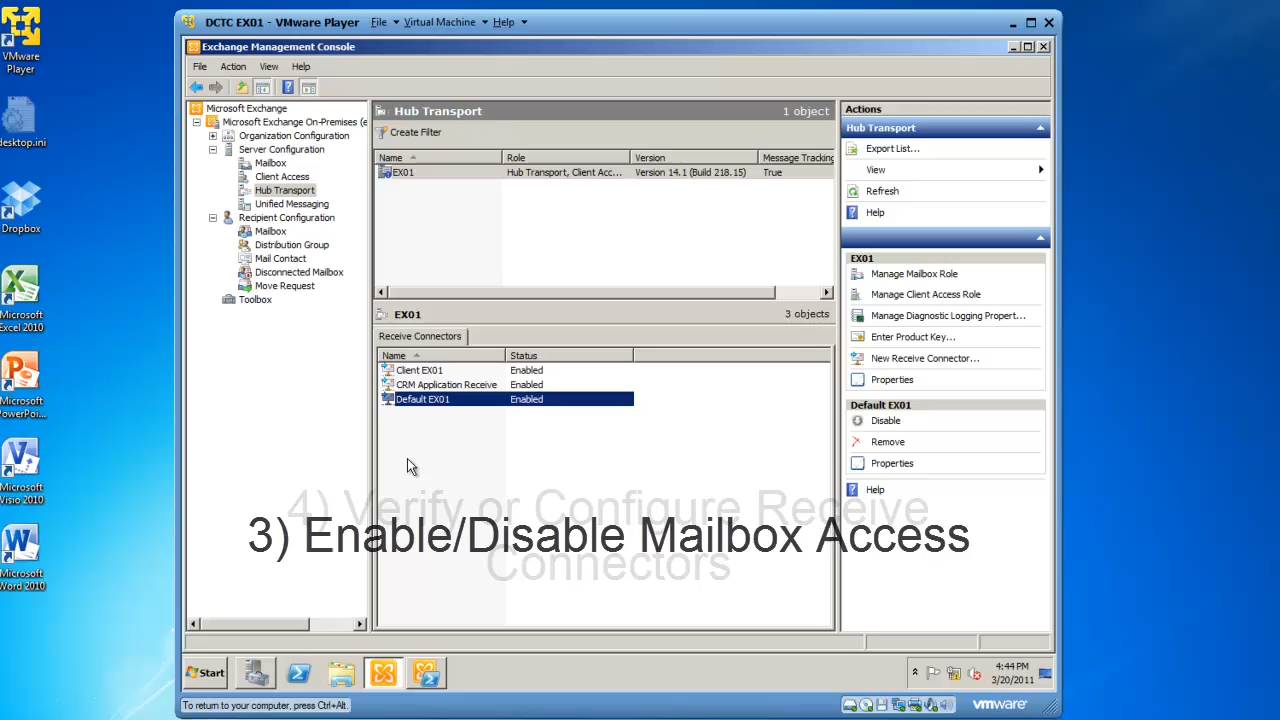 VMware
Player
desktop.ini
Dropbox
Microsoft
Excel 2010
Microsoft
PowerPoi...
Microsoft
Visio 2010
Microsoft
Word 2010
DCTC EX01 - VMware Player File Virtual Machine Help
Exchange Management Console
File Action View Help
Microsoft Exchange
Microsoft Exchange On-Premises (e
Organization Configuration
Server Configuration
Mailbox
Client Access
Hub Transport
Unified Messaging
Recipient Configuration
Mailbox
Distribution Group
Mail Contact
Disconnected Mailbox
Move Request
Toolbox
Hub Transport 1 object
Create Filter
Name Role Version Message Tracking
EX01 Hub Transport, Client Acc... Version 14.1 (Build 218.15) True
EX01 3 objects
Receive Connectors
Name Status
Client EX01 Enabled
CRM Application Receive Enabled
Default EX01 Enabled
Actions
Hub Transport
Export List...
View
Refresh
Help
EX01
Manage Mailbox Role
Manage Client Access Role
Manage Diagnostic Logging Propert...
Enter Product Key...
New Receive Connector...
Properties
Default EX01
Disable
Remove
Properties
Help
4) Verify or Configure Receive
3) Enable/Disable Mailbox Access
Connectors
Start
4:44 PM
3/20/2011
To return to your computer, press Ctrl+Alt.
vmware